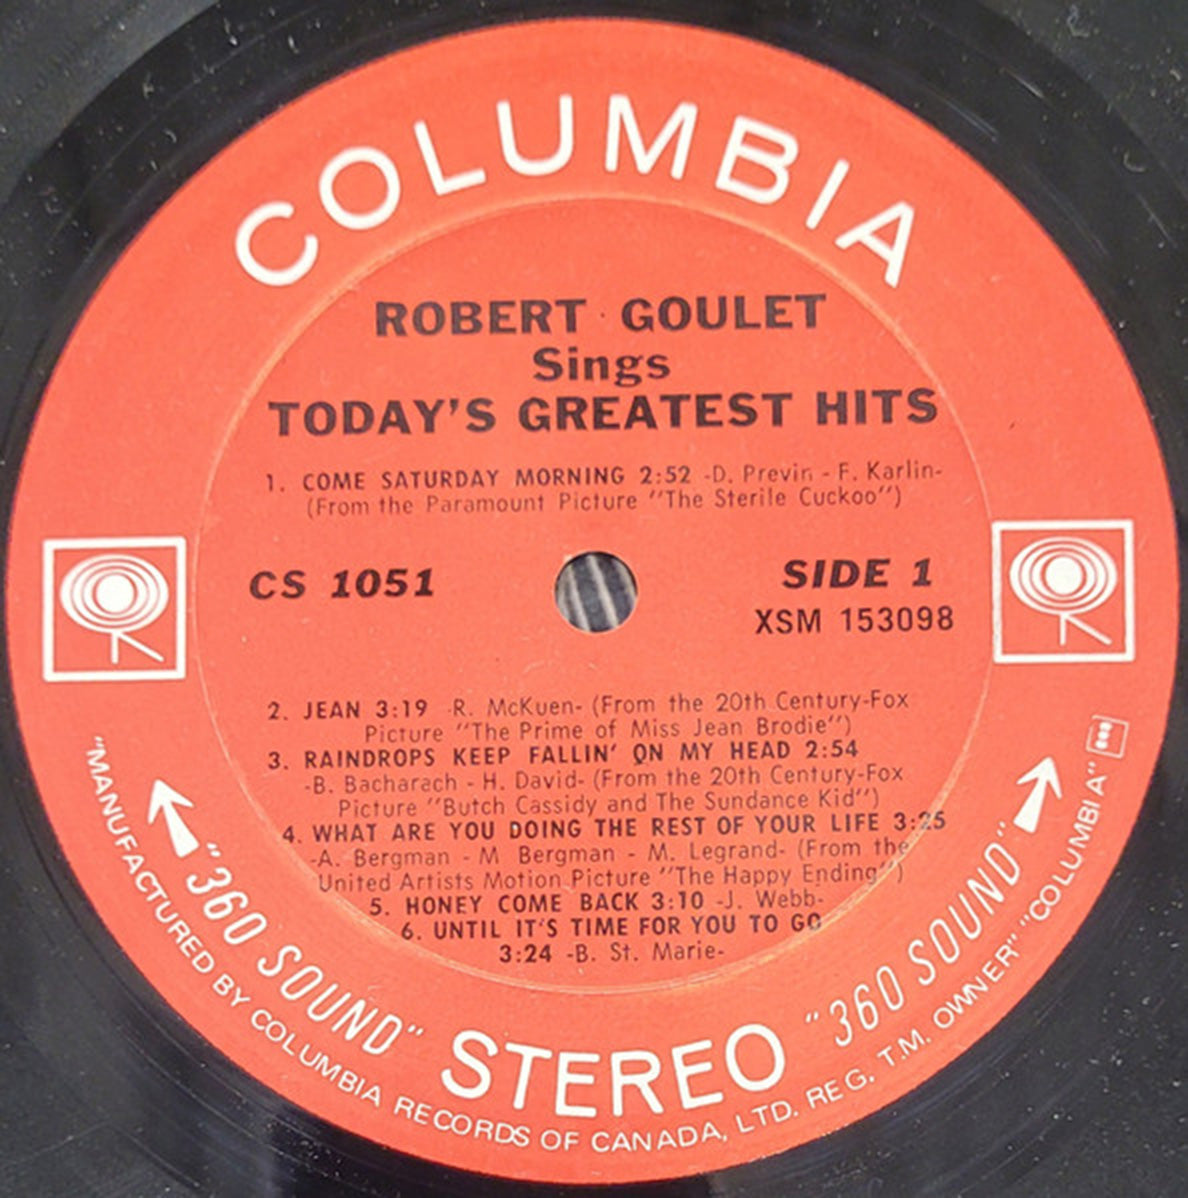 COLUMBIA
ROBERT GOULET
Sings
TODAY'S GREATEST HITS
1. COME SATURDAY MORNING 2:52 -D. Previn - F. Karlin-
(From the Paramount Picture "The Sterile Cuckoo")
CS 1051
SIDE 1
XSM 153098
2. JEAN 3:19 -R. McKuen- (From the 20th Century-Fox
Picture "The Prime of Miss Jean Brodie")
3. RAINDROPS KEEP FALLIN' ON MY HEAD 2:54
-B. Bacharach - H. David- (From the 20th Century-Fox
Picture "Butch Cassidy and The Sundance Kid")
4. WHAT ARE YOU DOING THE REST OF YOUR LIFE 3:25
-A. Bergman - M Bergman - M. Legrand- (From the
United Artists Motion Picture "The Happy Ending")
5. HONEY COME BACK 3:10 -J. Webb-
6. UNTIL IT'S TIME FOR YOU TO GO
3:24 -B. St. Marie-
"360 SOUND" STEREO "360 SOUND"
"MANUFACTURED BY COLUMBIA RECORDS OF CANADA, LTD. REG. T.M. OWNER" "COLUMBIA"